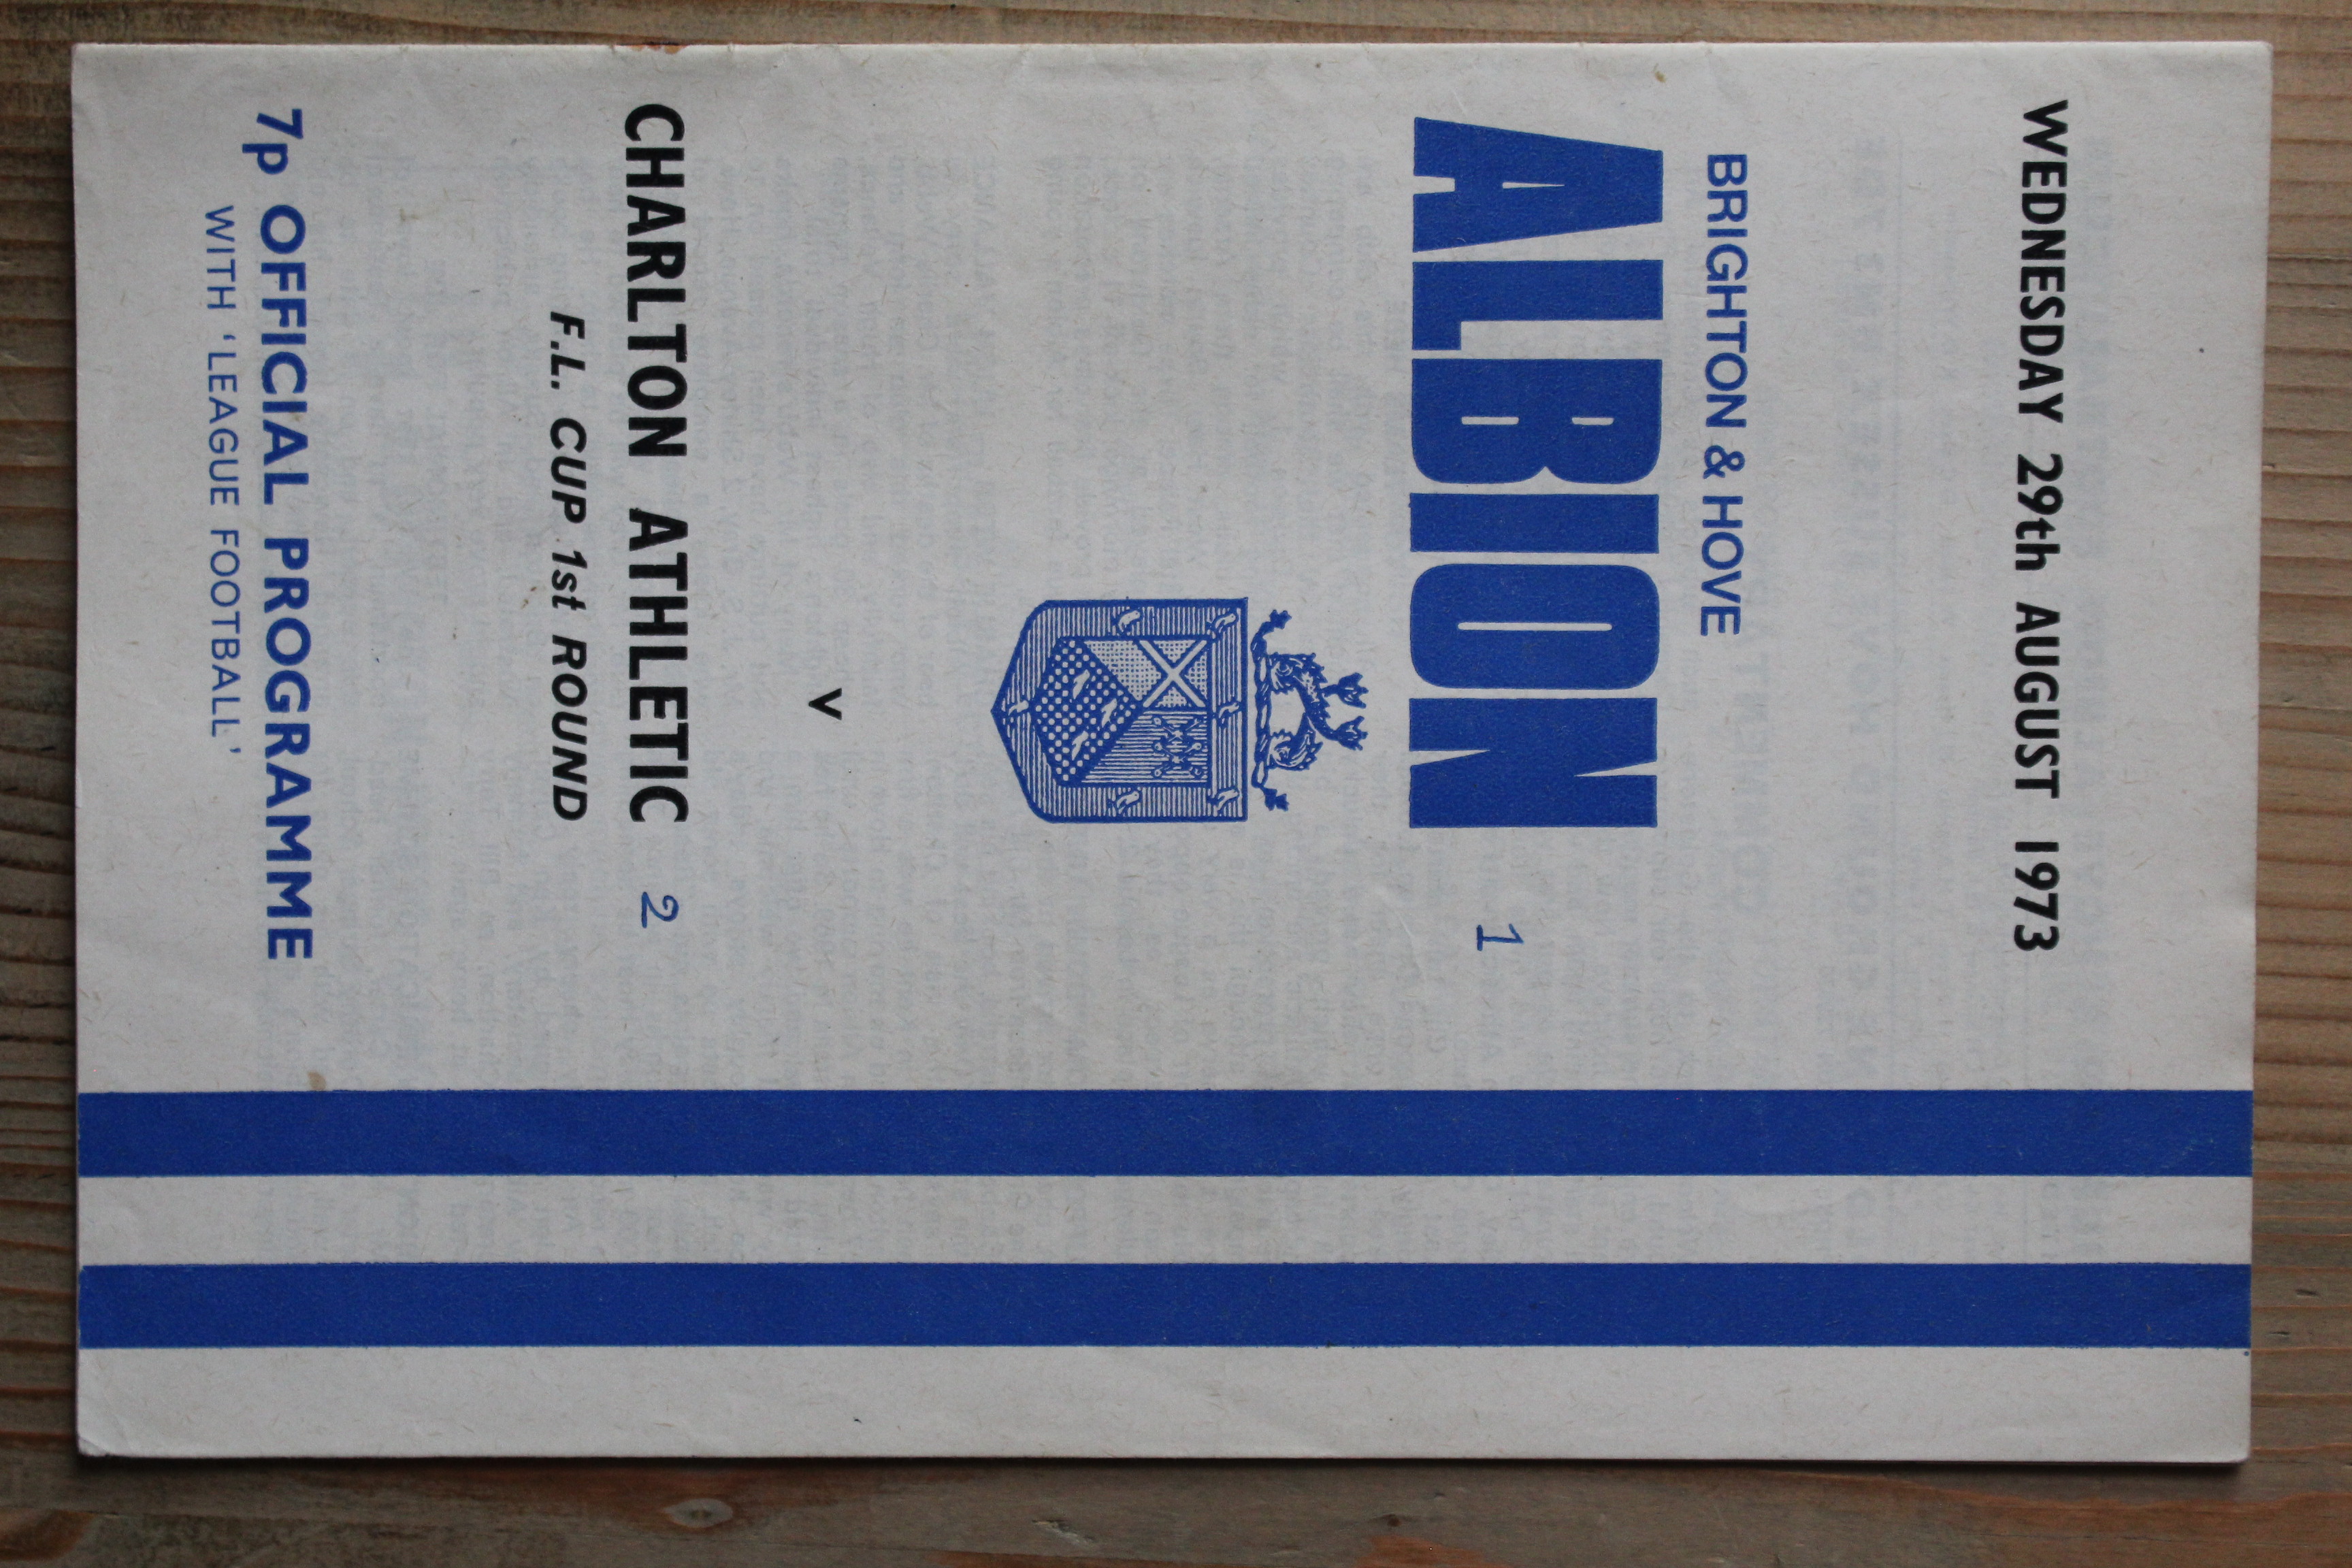 WEDNESDAY 29th AUGUST 1973
BRIGHTON & HOVE
ALBION 1
v
CHARLTON ATHLETIC 2
F.L. CUP 1st ROUND
7p OFFICIAL PROGRAMME
WITH 'LEAGUE FOOTBALL'